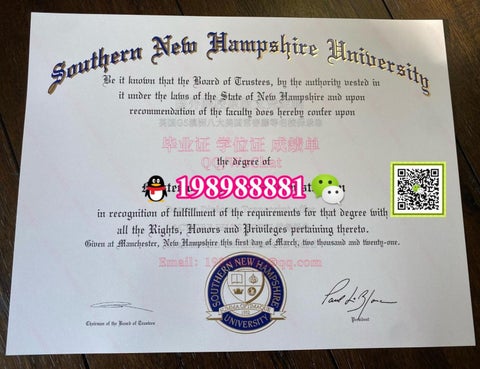 Southern New Hampshire University
Be it known that the Board of Trustees, by the authority vested in
it under the laws of the State of New Hampshire and upon
recommendation of the faculty does hereby confer upon
毕业证 学位证 成绩单
the degree of
198988881
in recognition of fulfillment of the requirements for that degree with
all the Rights, Honors and Privileges pertaining thereto.
Given at Manchester, New Hampshire this first day of March, two thousand and twenty-one.
Email:
SOUTHERN NEW HAMPSHIRE
UNIVERSITY
Chairman of the Board of Trustees
President